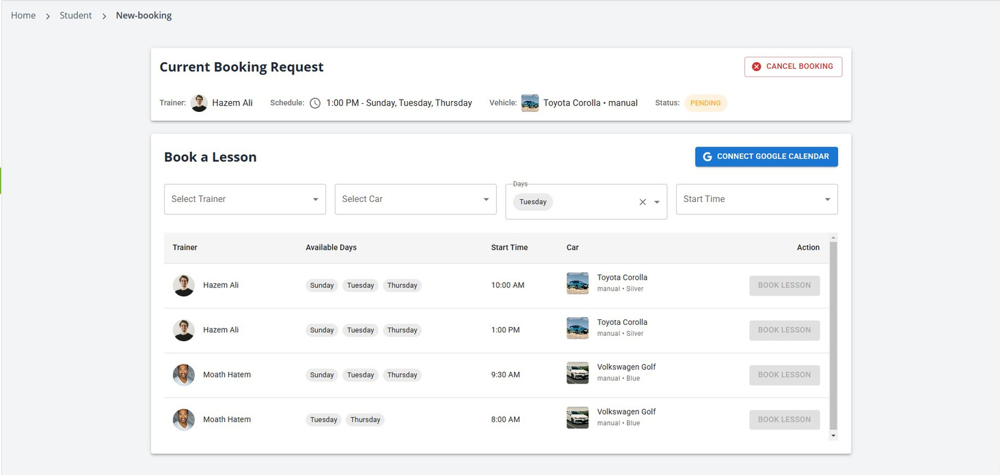 Home > Student > New-booking
Current Booking Request
CANCEL BOOKING
Trainer: Hazem Ali Schedule: 1:00 PM - Sunday, Tuesday, Thursday Vehicle: Toyota Corolla • manual Status: PENDING
Book a Lesson
G CONNECT GOOGLE CALENDAR
Days
Select Trainer Select Car Tuesday Start Time
Trainer Available Days Start Time Car Action
Hazem Ali Sunday Tuesday Thursday 10:00 AM Toyota Corolla BOOK LESSON
manual • Silver
Hazem Ali Sunday Tuesday Thursday 1:00 PM Toyota Corolla BOOK LESSON
manual • Silver
Moath Hatem Sunday Tuesday Thursday 9:30 AM Volkswagen Golf BOOK LESSON
manual • Blue
Moath Hatem Tuesday Thursday 8:00 AM Volkswagen Golf BOOK LESSON
manual • Blue